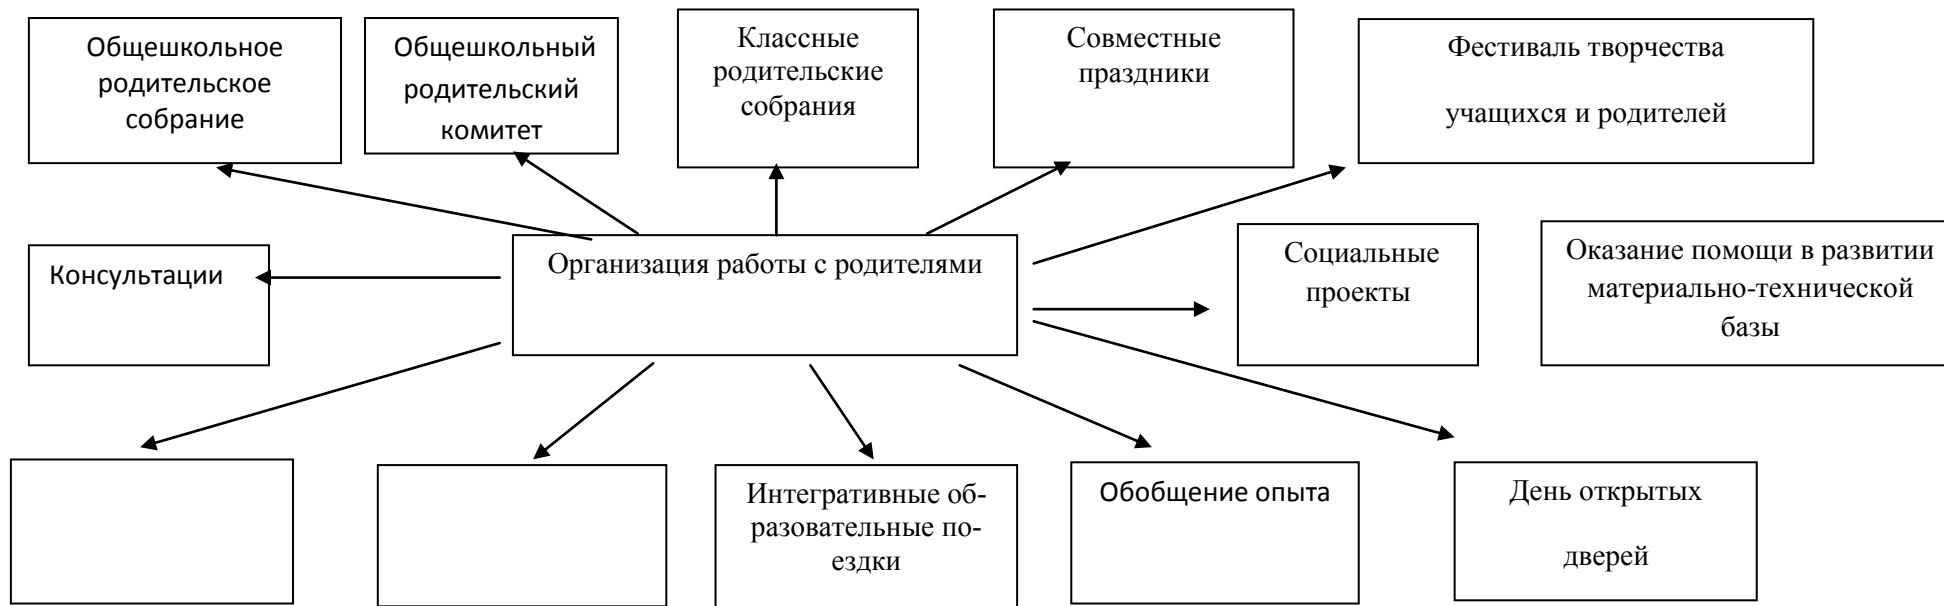 Общешкольное
родительское
собрание
Общешкольный
родительский
комитет
Классные
родительские
собрания
Совместные
праздники
Фестиваль творчества
учащихся и родителей
Консультации
Организация работы с родителями
Социальные
проекты
Оказание помощи в развитии
материально-технической
базы
Интегративные об-
разовательные по-
ездки
Обобщение опыта
День открытых
дверей